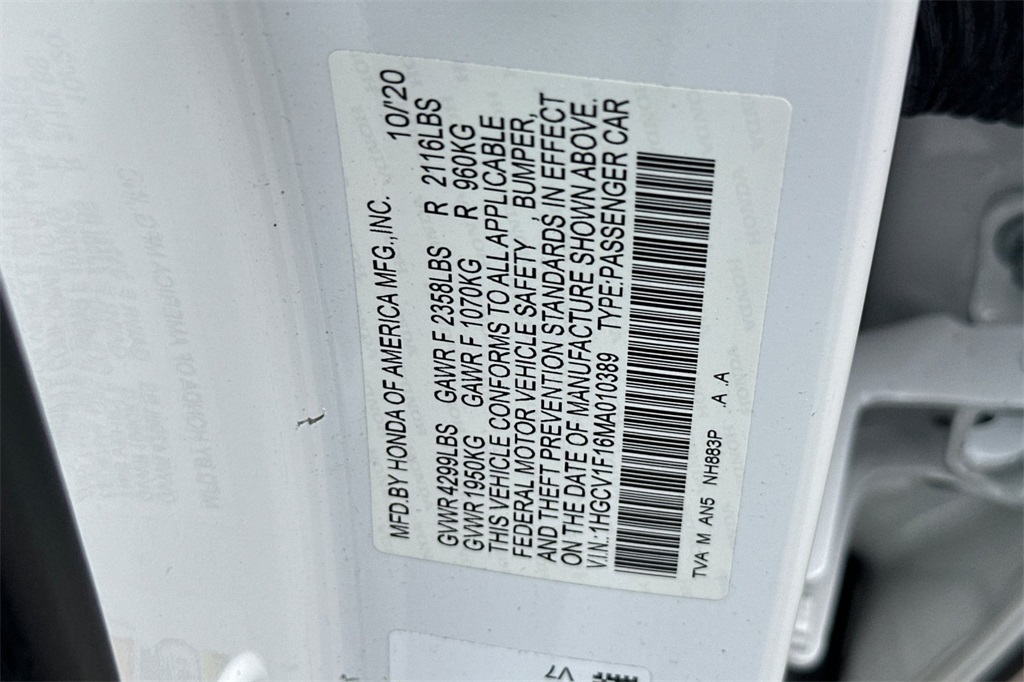 MFD.BY HONDA OF AMERICA MFG.,INC. 10/'20
GVWR4299LBS GAWR F 2358LBS R 2116LBS
GVWR1950KG GAWR F 1070KG R 960KG
THIS VEHICLE CONFORMS TO ALL APPLICABLE
FEDERAL MOTOR VEHICLE SAFETY , BUMPER,
AND THEFT PREVENTION STANDARDS IN EFFECT
ON THE DATE OF MANUFACTURE SHOWN ABOVE.
V.I.N.:1HGCV1F16MA010389 TYPE:PASSENGER CAR
TVA M AN5 NH883P .A .A